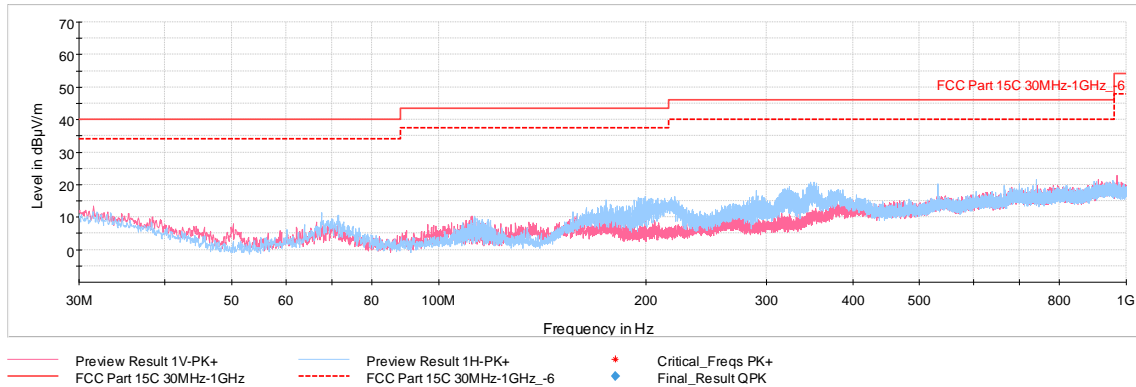 70
60
50
40
30
20
10
0
Level in dBµV/m
FCC Part 15C 30MHz-1GHz_-6
30M 50 60 80 100M 200 300 400 500 800 1G
Frequency in Hz
Preview Result 1V-PK+ Preview Result 1H-PK+ Critical_Freqs PK+
FCC Part 15C 30MHz-1GHz FCC Part 15C 30MHz-1GHz_-6 Final_Result QPK